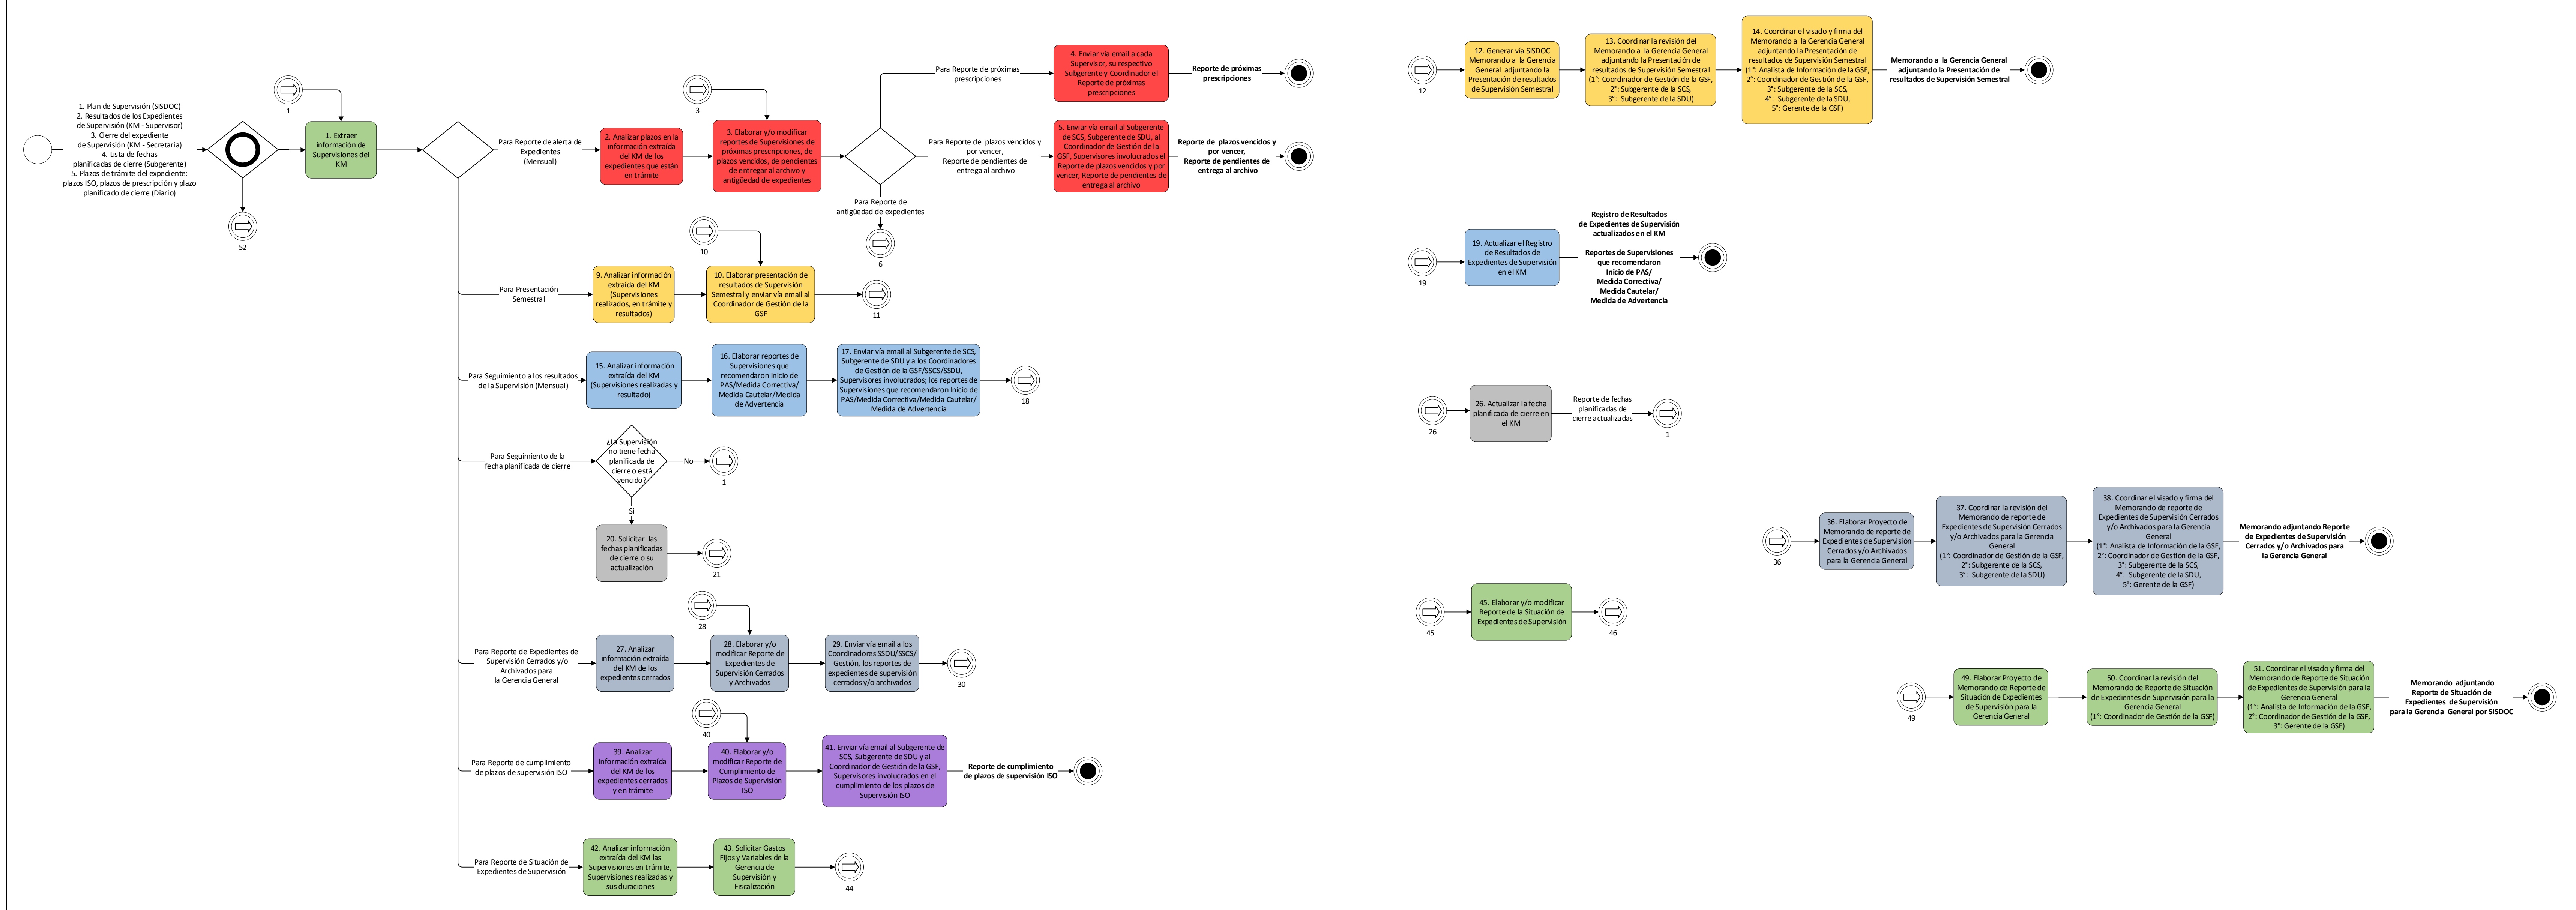 1. Plan de Supervisión (SISDOC)
2. Resultados de los Expedientes
de Supervisión (KM - Supervisor)
3. Cierre del expediente
de Supervisión (KM - Secretaria)
4. Lista de fechas
planificadas de cierre (Subgerente)
5. Plazos de trámite del expediente:
plazos ISO, plazos de prescripción y plazo
planificado de cierre (Diario)
52
1
1. Extraer
información de
Supervisiones del
KM
Para Reporte de alerta de
Expedientes
(Mensual)
2. Analizar plazos en la
información extraída
del KM de los
expedientes que están
en trámite
3
3. Elaborar y/o modificar
reportes de Supervisiones de
próximas prescripciones, de
plazos vencidos, de pendientes
de entregar al archivo y
antigüedad de expedientes
Para Reporte de próximas
prescripciones
4. Enviar vía email a cada
Supervisor, su respectivo
Subgerente y Coordinador el
Reporte de próximas
prescripciones
Reporte de próximas
prescripciones
Para Reporte de plazos vencidos y
por vencer,
Reporte de pendientes de
entrega al archivo
5. Enviar vía email al Subgerente
de SCS, Subgerente de SDU, al
Coordinador de Gestión de la
GSF, Supervisores involucrados el
Reporte de plazos vencidos y por
vencer, Reporte de pendientes de
entrega al archivo
Reporte de plazos vencidos y
por vencer,
Reporte de pendientes de
entrega al archivo
Para Reporte de
antigüedad de expedientes
6
Para Presentación
Semestral
9. Analizar información
extraída del KM
(Supervisiones
realizados, en trámite y
resultados)
10
10. Elaborar presentación de
resultados de Supervisión
Semestral y enviar vía email al
Coordinador de Gestión de la
GSF
11
Para Seguimiento a los resultados
de la Supervisión (Mensual)
15. Analizar información
extraída del KM
(Supervisiones realizadas y
resultado)
16. Elaborar reportes de
Supervisiones que
recomendaron Inicio de
PAS/Medida Correctiva/
Medida Cautelar/Medida
de Advertencia
17. Enviar vía email al Subgerente de SCS,
Subgerente de SDU y a los Coordinadores
de Gestión de la GSF/SSCS/SSDU,
Supervisores involucrados; los reportes de
Supervisiones que recomendaron Inicio de
PAS/Medida Correctiva/Medida Cautelar/
Medida de Advertencia
18
Para Seguimiento de la
fecha planificada de cierre
¿La Supervisión
no tiene fecha
planificada de
cierre o está
vencido?
No
1
Si
20. Solicitar las
fechas planificadas
de cierre o su
actualización
21
Para Reporte de Expedientes de
Supervisión Cerrados y/o
Archivados para
la Gerencia General
27. Analizar
información extraída
del KM de los
expedientes cerrados
28
28. Elaborar y/o
modificar Reporte de
Expedientes de
Supervisión Cerrados
y Archivados
29. Enviar vía email a los
Coordinadores SSDU/SSCS/
Gestión, los reportes de
expedientes de supervisión
cerrados y/o archivados
30
Para Reporte de cumplimiento
de plazos de supervisión ISO
39. Analizar
información extraída
del KM de los
expedientes cerrados
y en trámite
40
40. Elaborar y/o
modificar Reporte de
Cumplimiento de
Plazos de Supervisión
ISO
41. Enviar vía email al Subgerente de
SCS, Subgerente de SDU y al
Coordinador de Gestión de la GSF,
Supervisores involucrados en el
cumplimiento de los plazos de
Supervisión ISO
Reporte de cumplimiento
de plazos de supervisión ISO
Para Reporte de Situación de
Expedientes de Supervisión
42. Analizar información
extraída del KM las
Supervisiones en trámite,
Supervisiones realizadas y
sus duraciones
43. Solicitar Gastos
Fijos y Variables de la
Gerencia de
Supervisión y
Fiscalización
44
12
12. Generar vía SISDOC
Memorando a la Gerencia
General adjuntando la
Presentación de resultados
de Supervisión Semestral
13. Coordinar la revisión del
Memorando a la Gerencia General
adjuntando la Presentación de
resultados de Supervisión Semestral
(1°: Coordinador de Gestión de la GSF,
2°: Subgerente de la SCS,
3°: Subgerente de la SDU)
14. Coordinar el visado y firma del
Memorando a la Gerencia General
adjuntando la Presentación de
resultados de Supervisión Semestral
(1°: Analista de Información de la GSF,
2°: Coordinador de Gestión de la GSF,
3°: Subgerente de la SCS,
4°: Subgerente de la SDU,
5°: Gerente de la GSF)
Memorando a la Gerencia General
adjuntando la Presentación de
resultados de Supervisión Semestral
19
19. Actualizar el Registro
de Resultados de
Expedientes de Supervisión
en el KM
Registro de Resultados
de Expedientes de Supervisión
actualizados en el KM
Reportes de Supervisiones
que recomendaron
Inicio de PAS/
Medida Correctiva/
Medida Cautelar/
Medida de Advertencia
26
26. Actualizar la fecha
planificada de cierre en
el KM
Reporte de fechas
planificadas de
cierre actualizadas
1
36
36. Elaborar Proyecto de
Memorando de reporte de
Expedientes de Supervisión
Cerrados y/o Archivados
para la Gerencia General
37. Coordinar la revisión del
Memorando de reporte de
Expedientes de Supervisión Cerrados
y/o Archivados para la Gerencia
General
(1°: Coordinador de Gestión de la GSF,
2°: Subgerente de la SCS,
3°: Subgerente de la SDU)
38. Coordinar el visado y firma del
Memorando de reporte de
Expedientes de Supervisión Cerrados
y/o Archivados para la Gerencia
General
(1°: Analista de Información de la GSF,
2°: Coordinador de Gestión de la GSF,
3°: Subgerente de la SCS,
4°: Subgerente de la SDU,
5°: Gerente de la GSF)
Memorando adjuntando Reporte
de Expedientes de Supervisión
Cerrados y/o Archivados para
la Gerencia General
45
45. Elaborar y/o modificar
Reporte de la Situación de
Expedientes de Supervisión
46
49
49. Elaborar Proyecto de
Memorando de Reporte de
Situación de Expedientes
de Supervisión para la
Gerencia General
50. Coordinar la revisión del
Memorando de Reporte de Situación
de Expedientes de Supervisión para la
Gerencia General
(1°: Coordinador de Gestión de la GSF)
51. Coordinar el visado y firma del
Memorando de Reporte de Situación
de Expedientes de Supervisión para la
Gerencia General
(1°: Analista de Información de la GSF,
2°: Coordinador de Gestión de la GSF,
3°: Gerente de la GSF)
Memorando adjuntando
Reporte de Situación de
Expedientes de Supervisión
para la Gerencia General por SISDOC